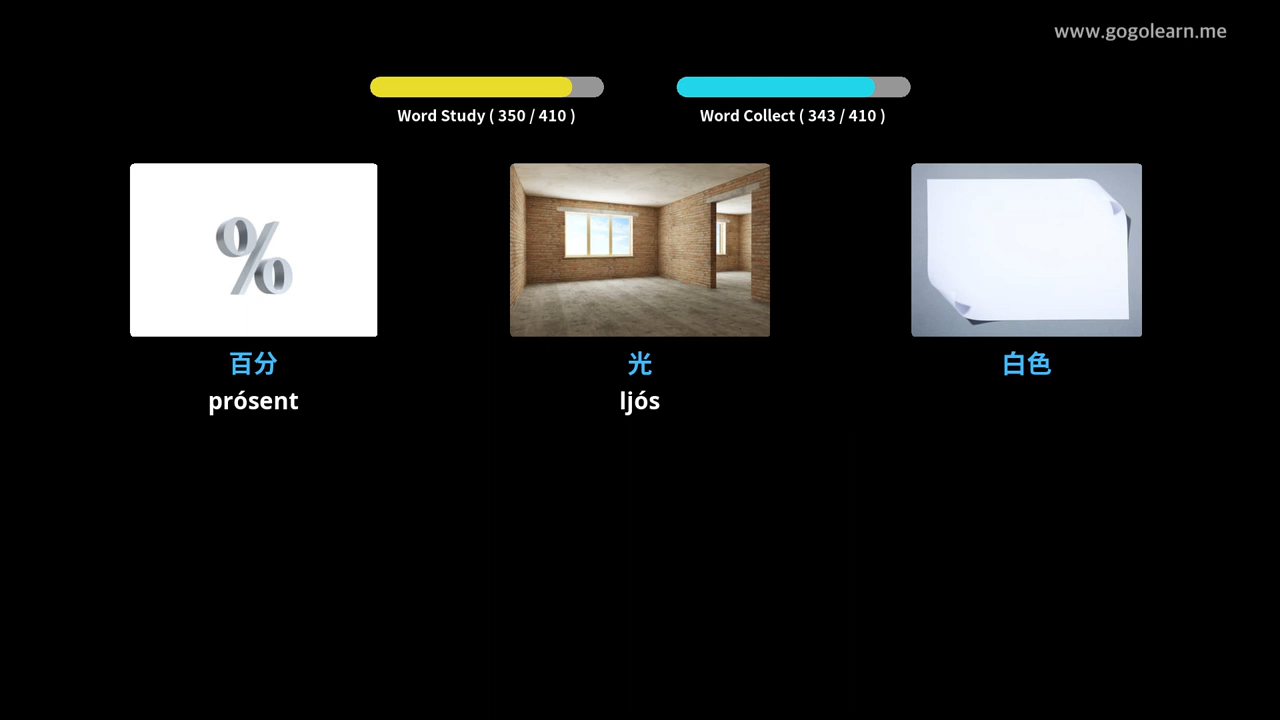 www.gogolearn.me
Word Study ( 350 / 410 )
Word Collect ( 343 / 410 )
%
百分
prósent
光
ljós
白色